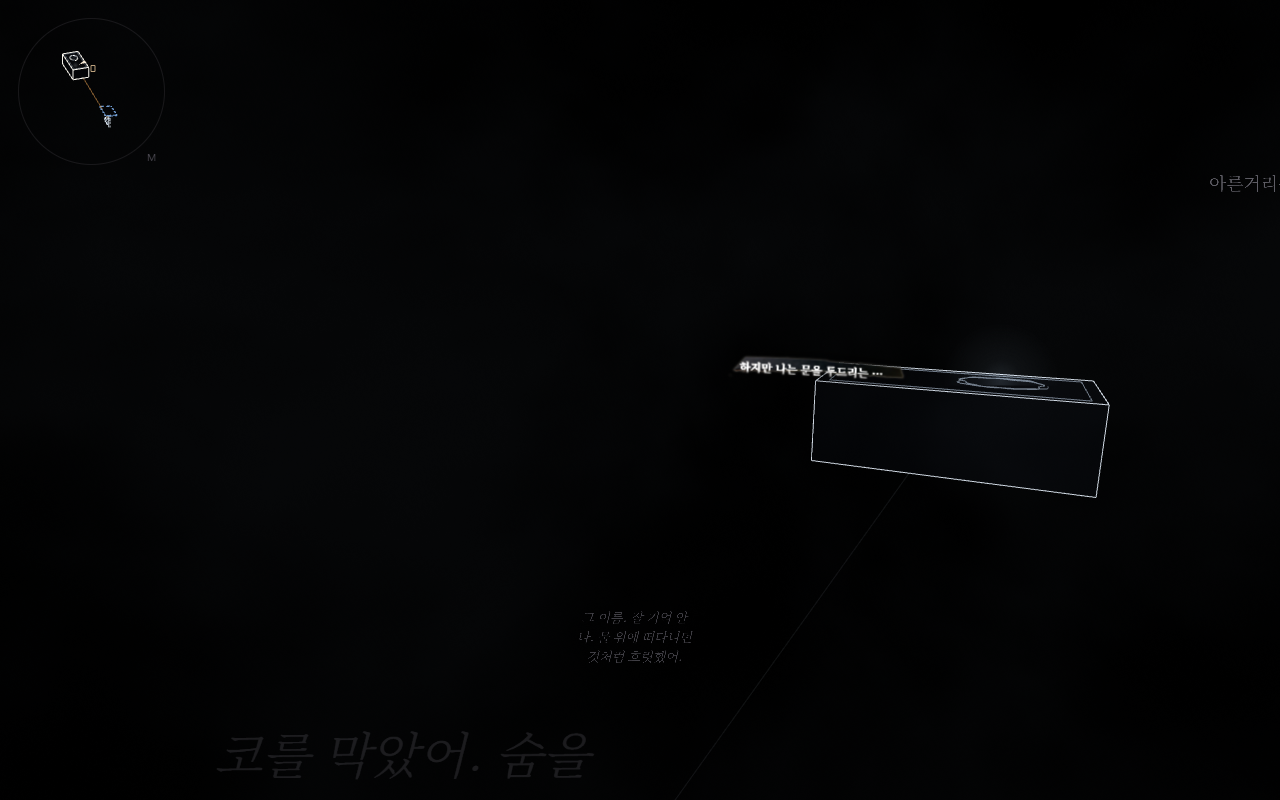 M
아른거리
하지만 나는 문을 두드리는 ...
그 이름. 잘 기억 안
나. 물 위에 떠다니던
것처럼 흐릿했어.
코를 막았어. 숨을